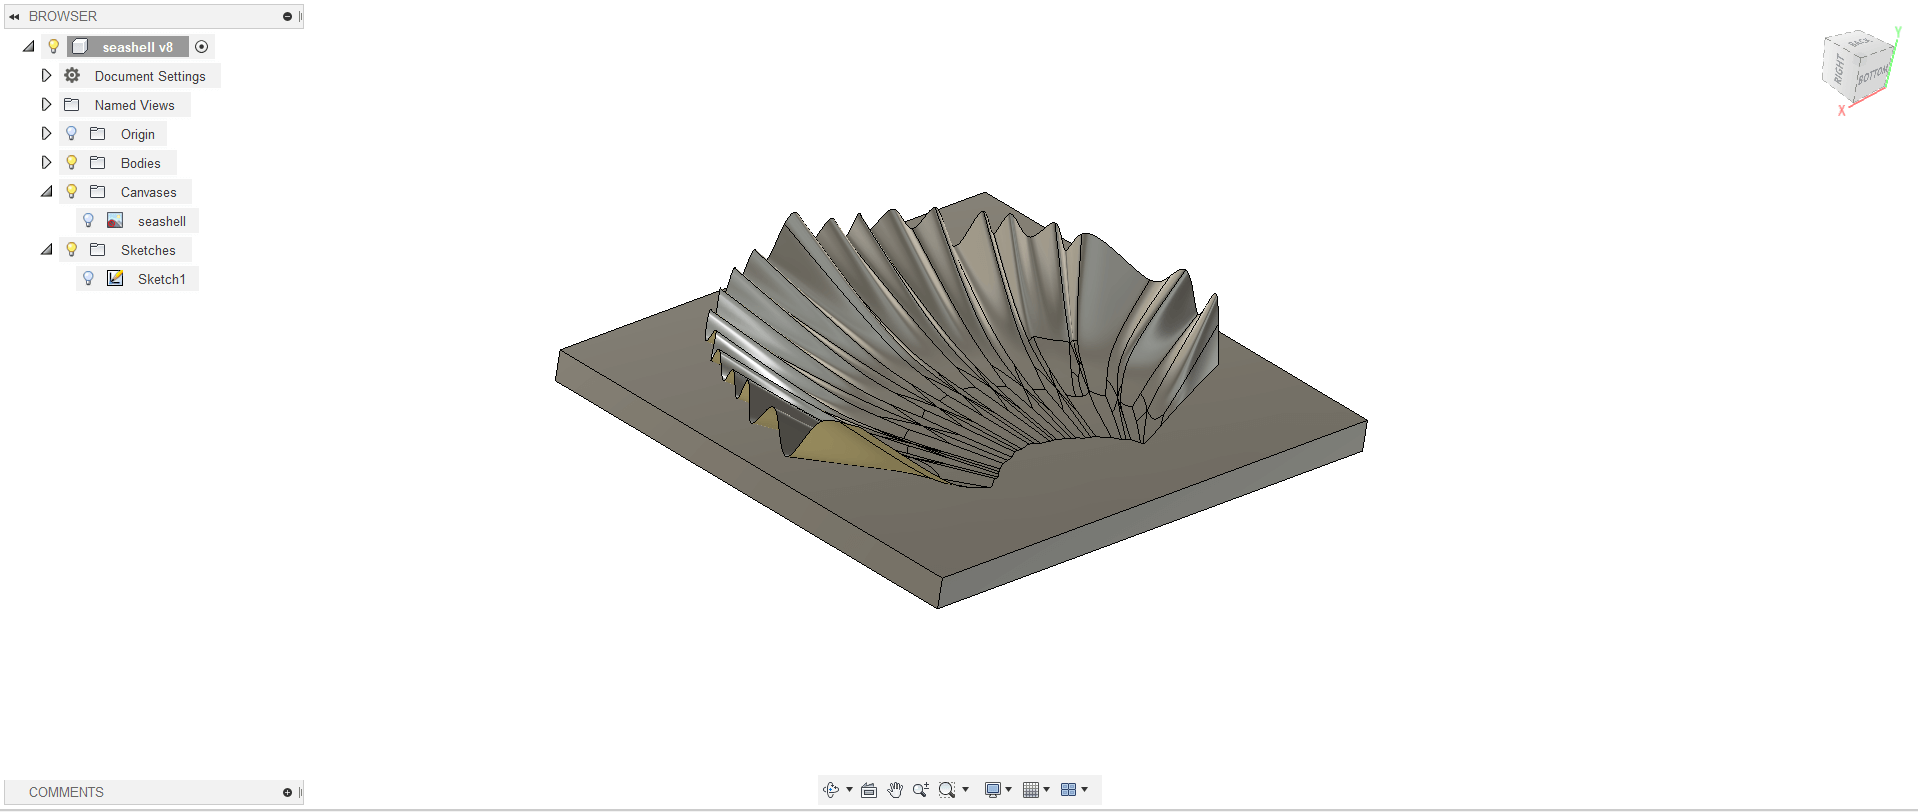 BROWSER
seashell v8
Document Settings
Named Views
Origin
Bodies
Canvases
seashell
Sketches
Sketch1
COMMENTS
BACK
RIGHT
BOTTOM
Y
X